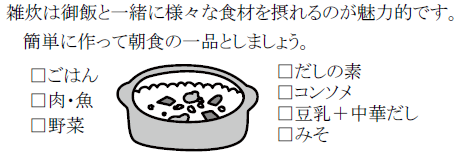 雑炊は御飯と一緒に様々な食材を摂れるのが魅力的です。
簡単に作って朝食の一品としましょう。
□ごはん
□肉・魚
□野菜
□だしの素
□コンソメ
□豆乳＋中華だし
□みそ